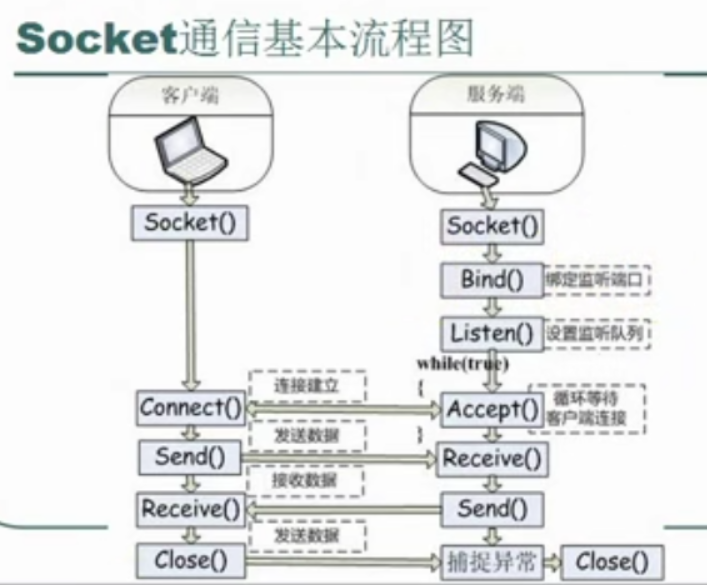 Socket通信基本流程图
客户端
服务端
Socket()
Socket()
Bind()
绑定监听端口
Listen()
设置监听队列
while(true)
{
连接建立
Connect()
Accept()
循环等待
客户端连接
}
发送数据
Send()
Receive()
接收数据
Receive()
Send()
发送数据
Close()
捕捉异常
Close()